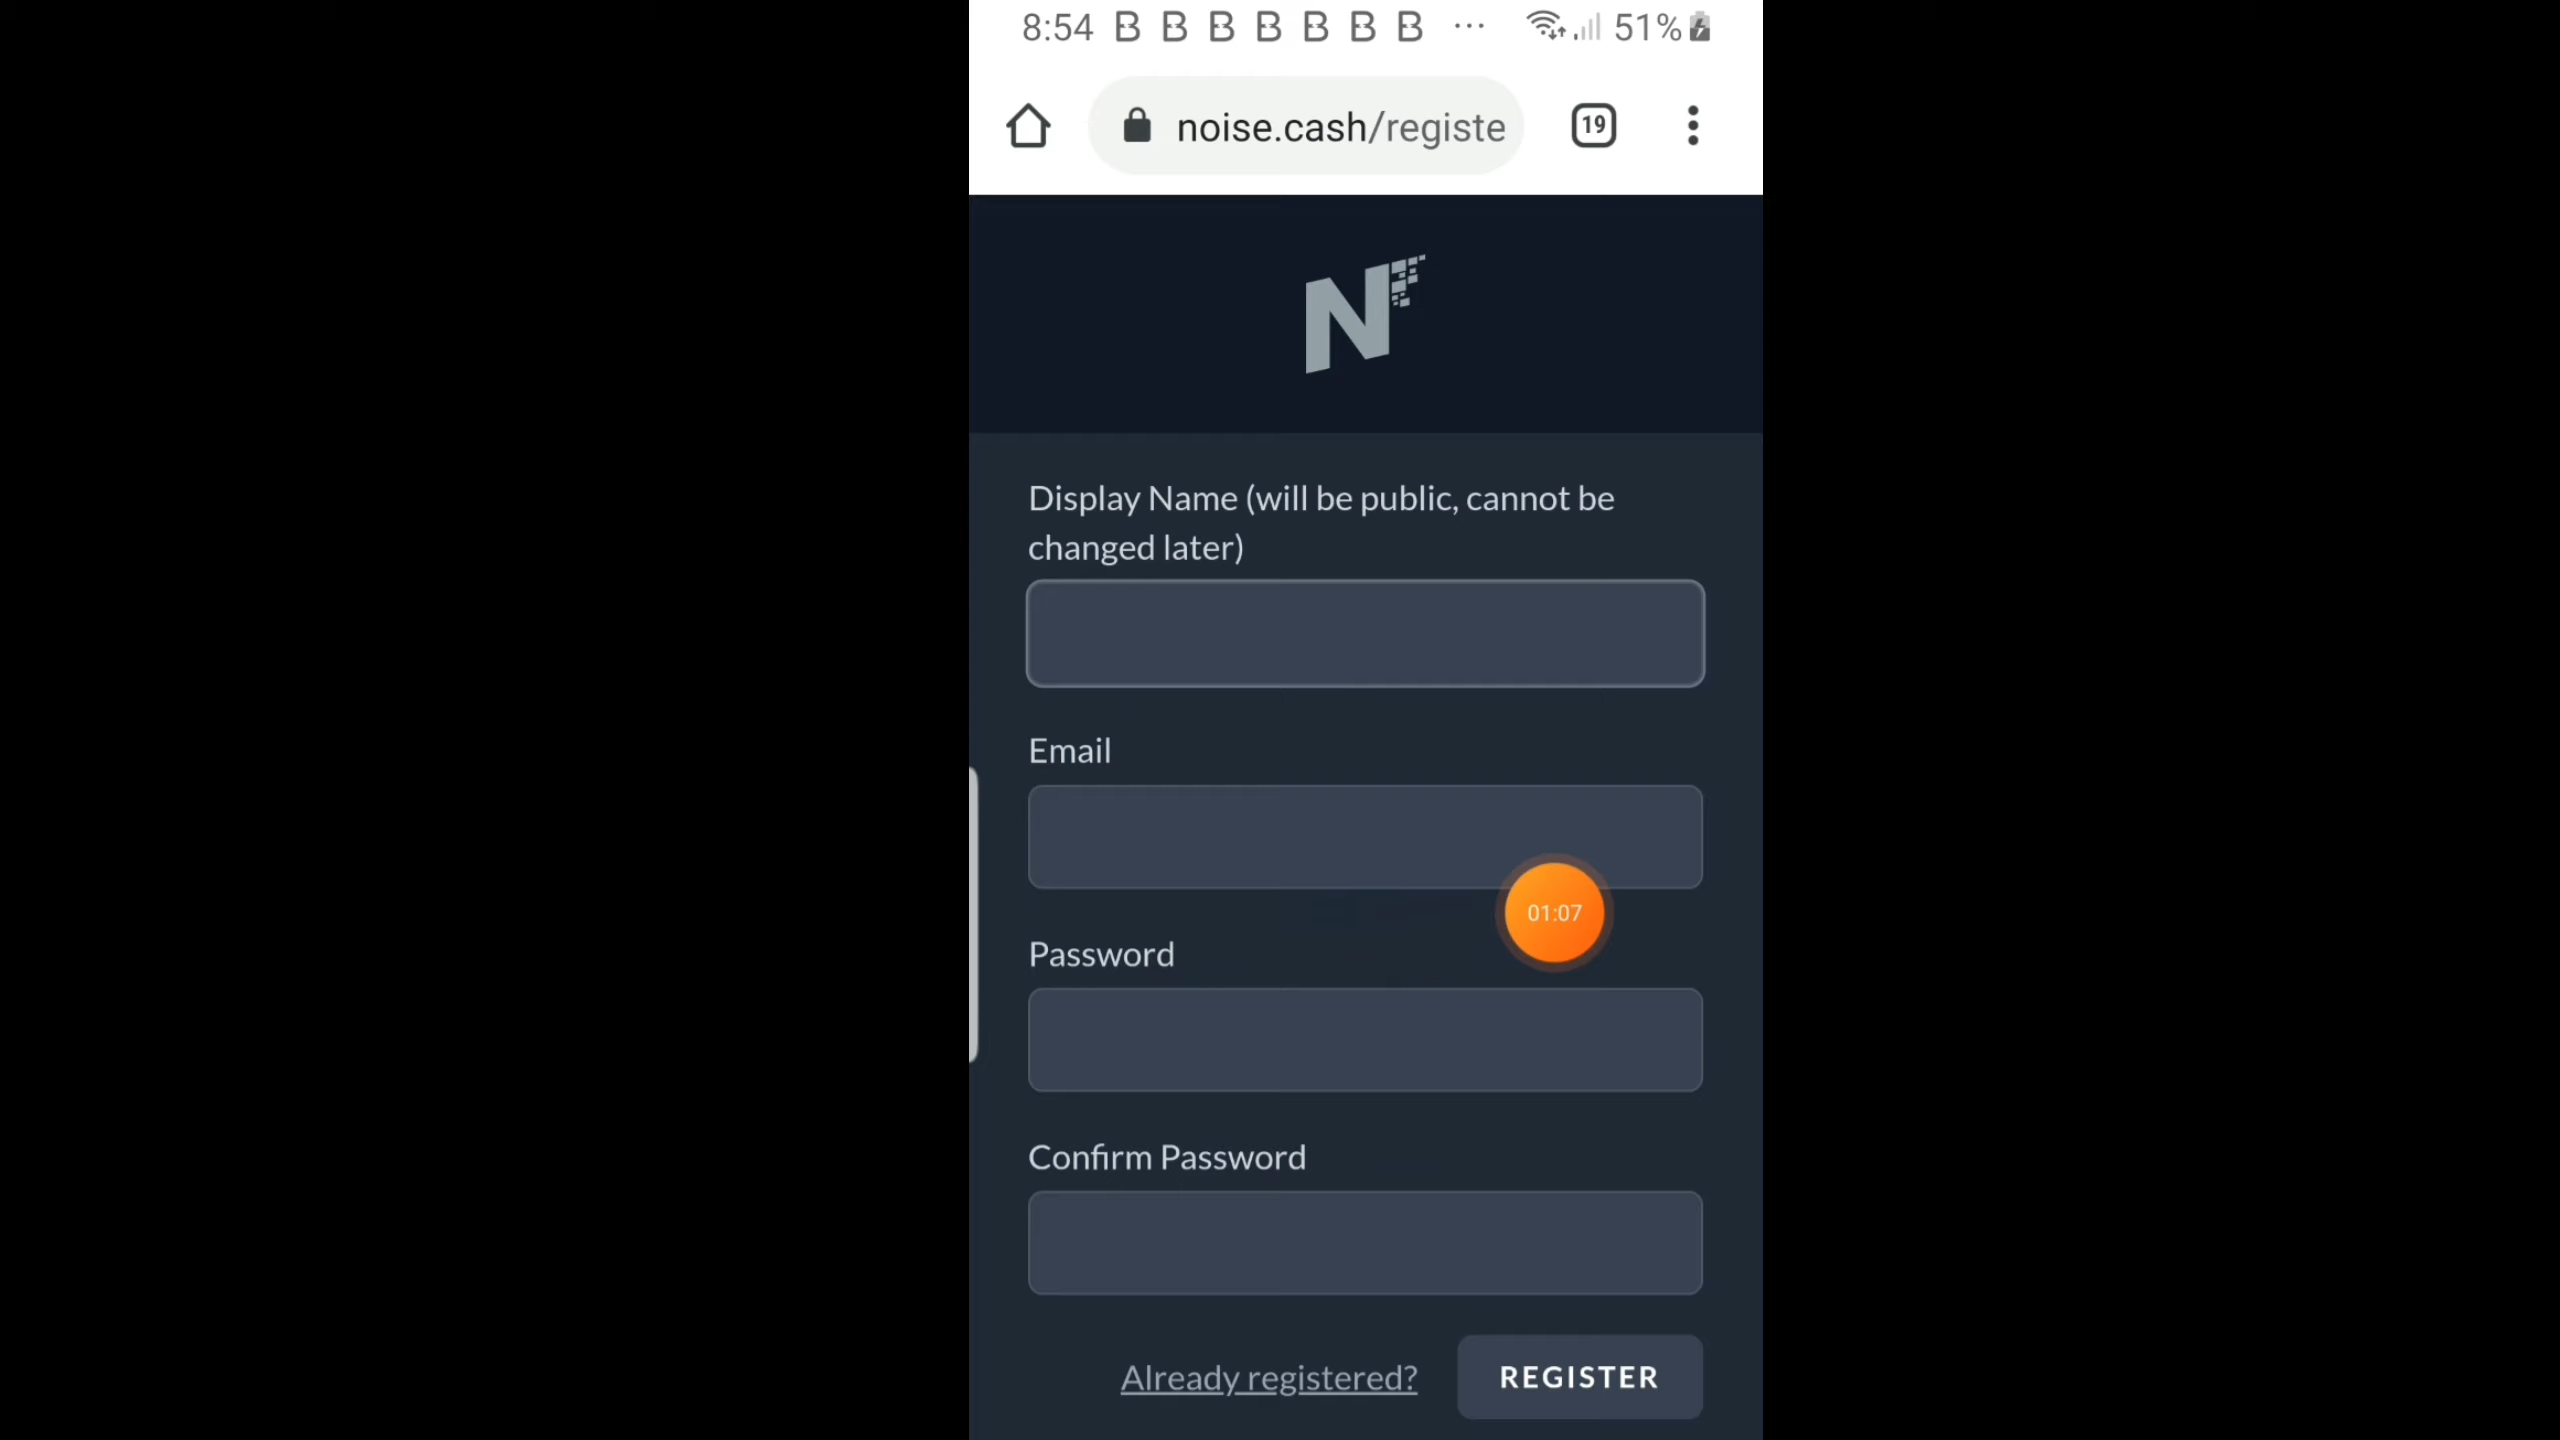 8:54 B B B B B B B ... 51%
noise.cash/registe 19
N
Display Name (will be public, cannot be
changed later)
Email
01:07
Password
Confirm Password
Already registered? REGISTER